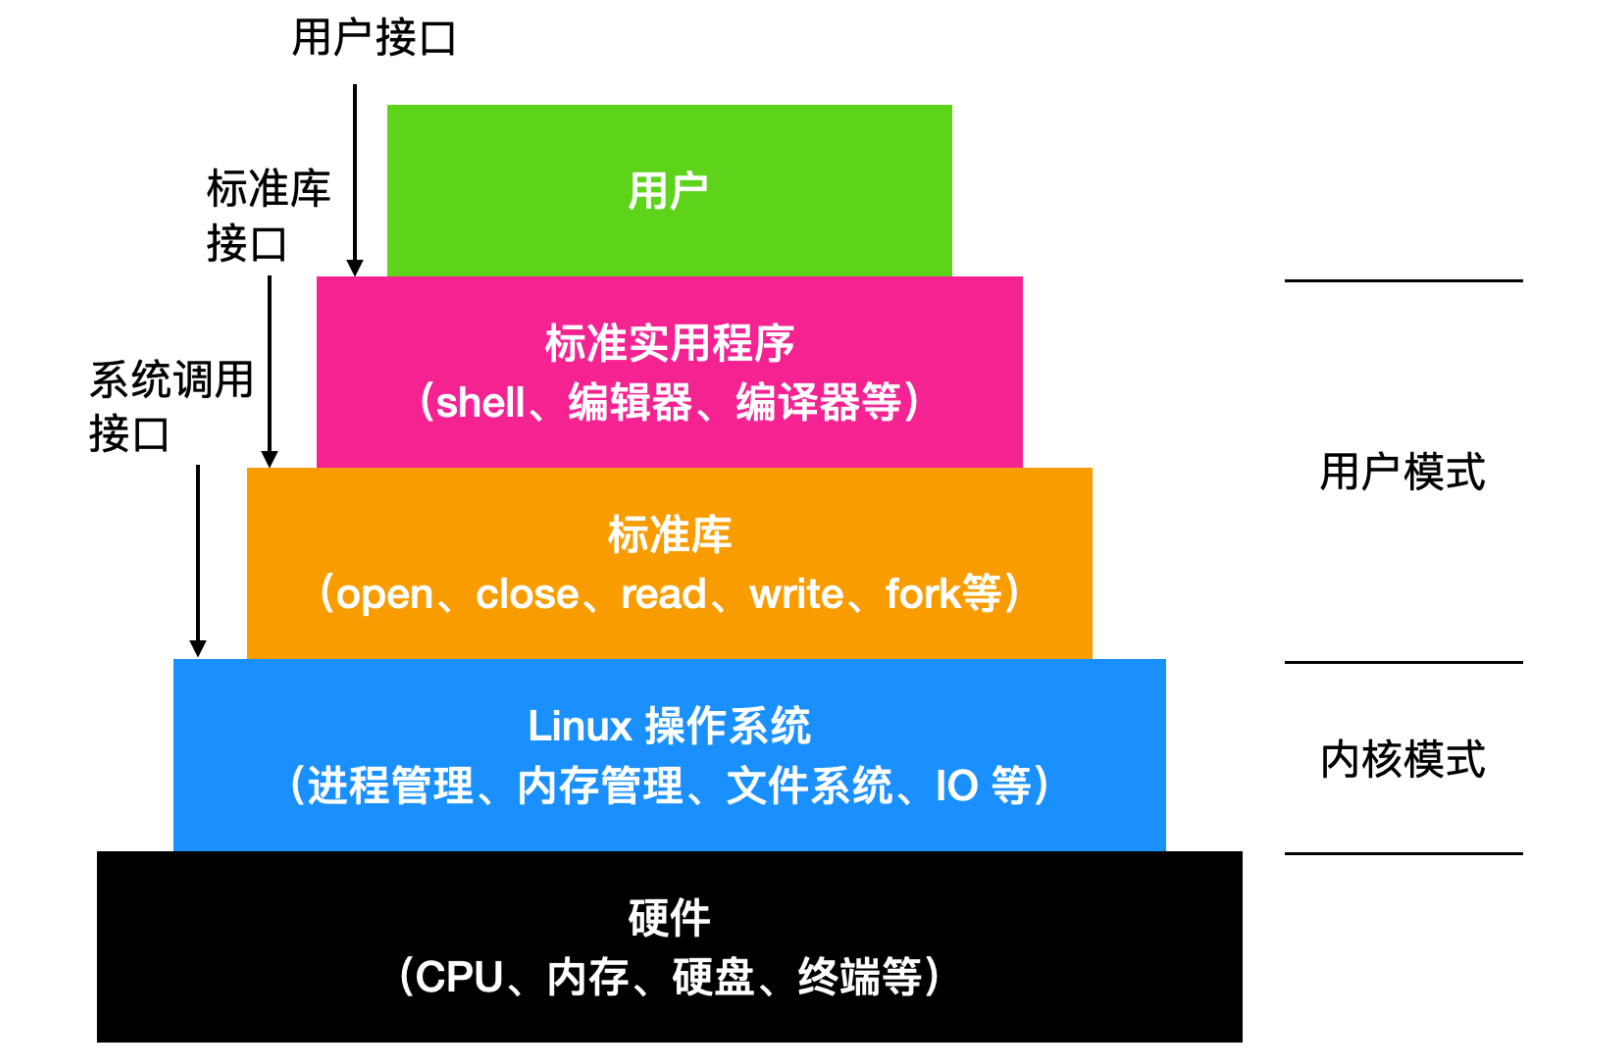 用户接口
用户
标准库
接口
标准实用程序
（shell、编辑器、编译器等）
系统调用
接口
用户模式
标准库
（open、close、read、write、fork等）
Linux 操作系统
（进程管理、内存管理、文件系统、IO 等）
内核模式
硬件
（CPU、内存、硬盘、终端等）